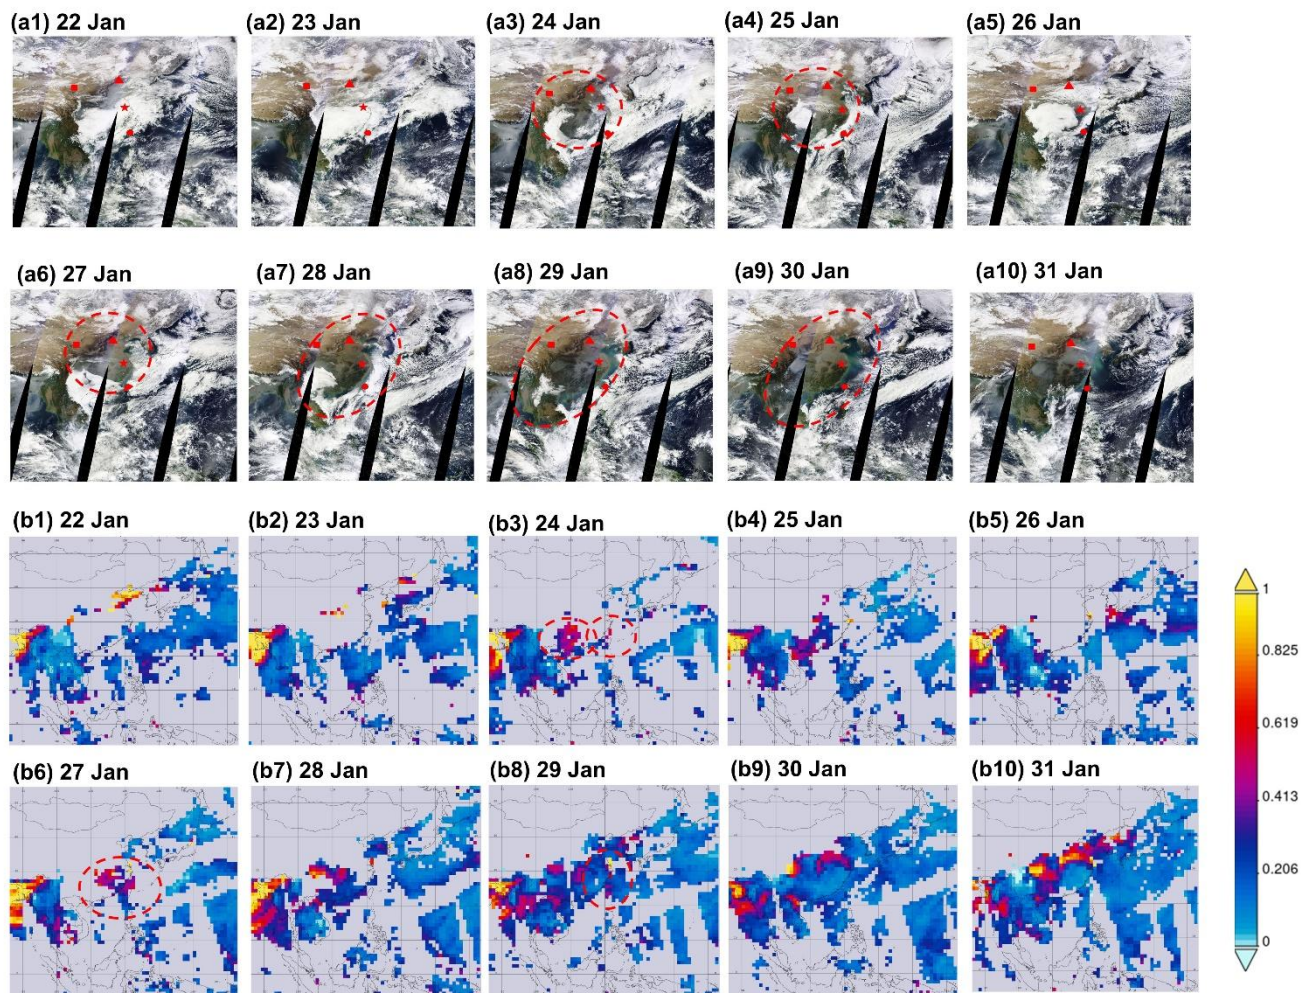 (a1) 22 Jan
(a2) 23 Jan
(a3) 24 Jan
(a4) 25 Jan
(a5) 26 Jan
(a6) 27 Jan
(a7) 28 Jan
(a8) 29 Jan
(a9) 30 Jan
(a10) 31 Jan
(b1) 22 Jan
(b2) 23 Jan
(b3) 24 Jan
(b4) 25 Jan
(b5) 26 Jan
1
0.825
0.619
0.413
0.206
0
(b6) 27 Jan
(b7) 28 Jan
(b8) 29 Jan
(b9) 30 Jan
(b10) 31 Jan